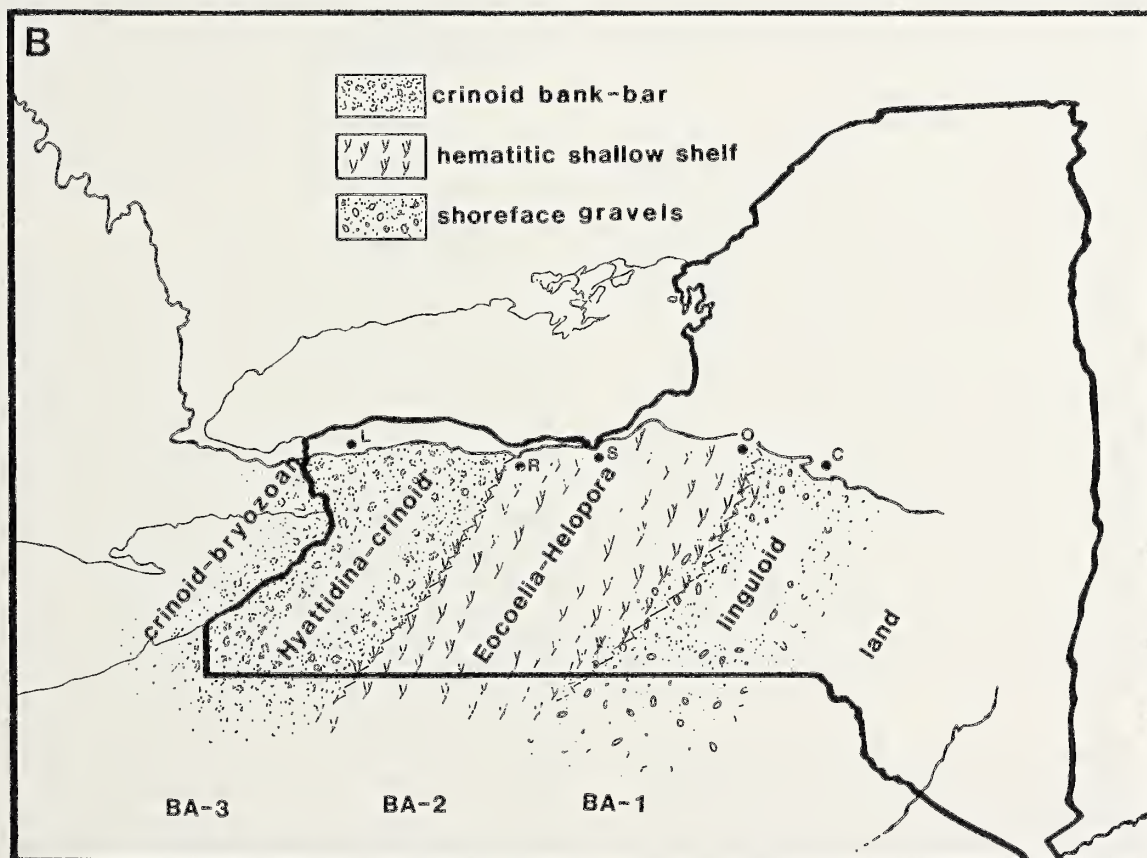 B
crinoid bank-bar
hematitic shallow shelf
shoreface gravels
L
R
S
O
C
crinoid-bryozoan
Hyattidina-crinoid
Eocoelia-Helopora
linguloid
land
BA-3
BA-2
BA-1